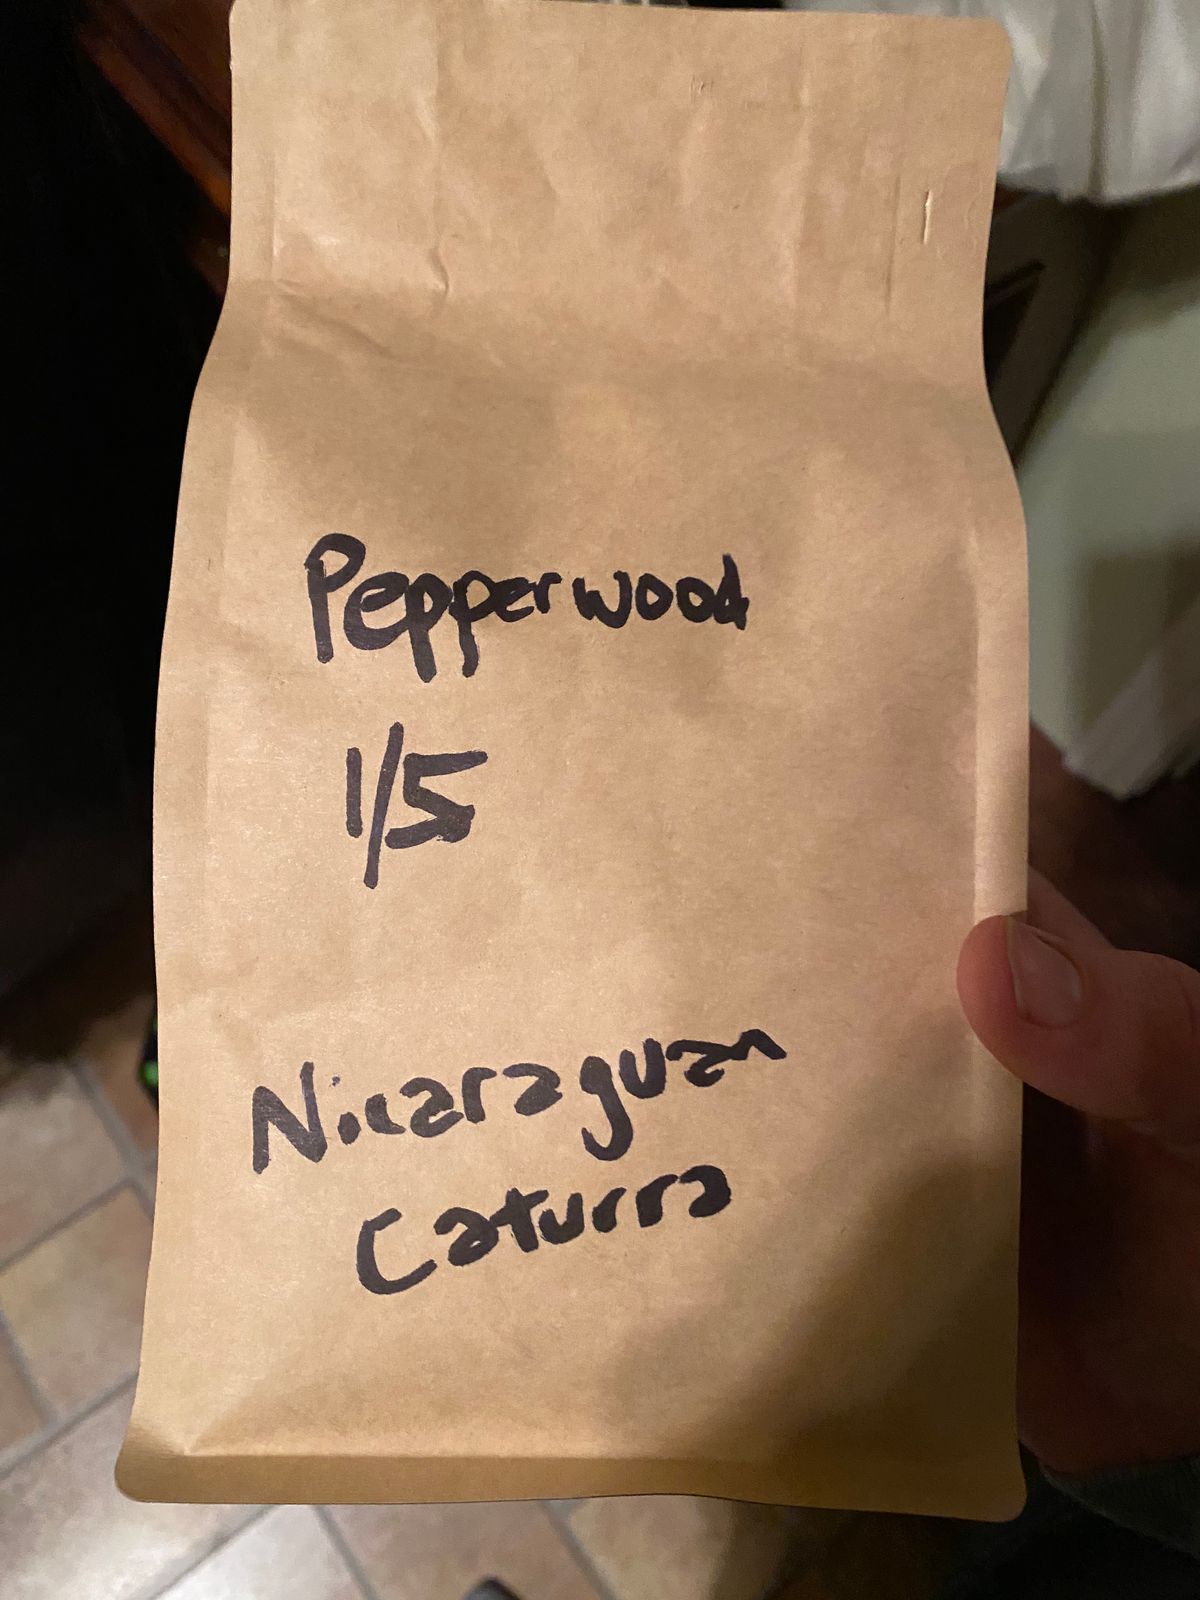 Pepperwood
1/5
Nicaraguan
Caturra